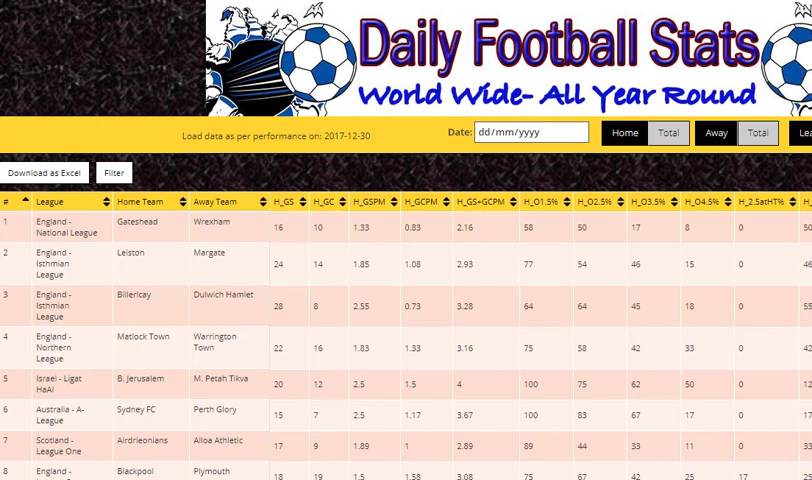 Daily Football Stats
World Wide- All Year Round
Load data as per performance on: 2017-12-30 Date: dd/mm/yyyy Home Total Away Total Lea
Download as Excel Filter
# League Home Team Away Team H_GS H_GC H_GSPM H_GCPM H_GS+GCPM H_O1.5% H_O2.5% H_O3.5% H_O4.5% H_2.5atHT% H_
1 England - National League Gateshead Wrexham 16 10 1.33 0.83 2.16 58 50 17 8 0 50
2 England - Isthmian League Leiston Margate 24 14 1.85 1.08 2.93 77 54 46 15 0 46
3 England - Isthmian League Billericay Dulwich Hamlet 28 8 2.55 0.73 3.28 64 64 45 18 0 55
4 England - Northern League Matlock Town Warrington Town 22 16 1.83 1.33 3.16 75 58 42 33 0 42
5 Israel - Ligat HaAl B. Jerusalem M. Petah Tikva 20 12 2.5 1.5 4 100 75 62 50 0 12
6 Australia - A-League Sydney FC Perth Glory 15 7 2.5 1.17 3.67 100 83 67 17 0 17
7 Scotland - League One Airdrieonians Alloa Athletic 17 9 1.89 1 2.89 89 44 33 11 0 33
8 England - Blackpool Plymouth 18 19 1.5 1.58 3.08 75 67 42 25 17 25